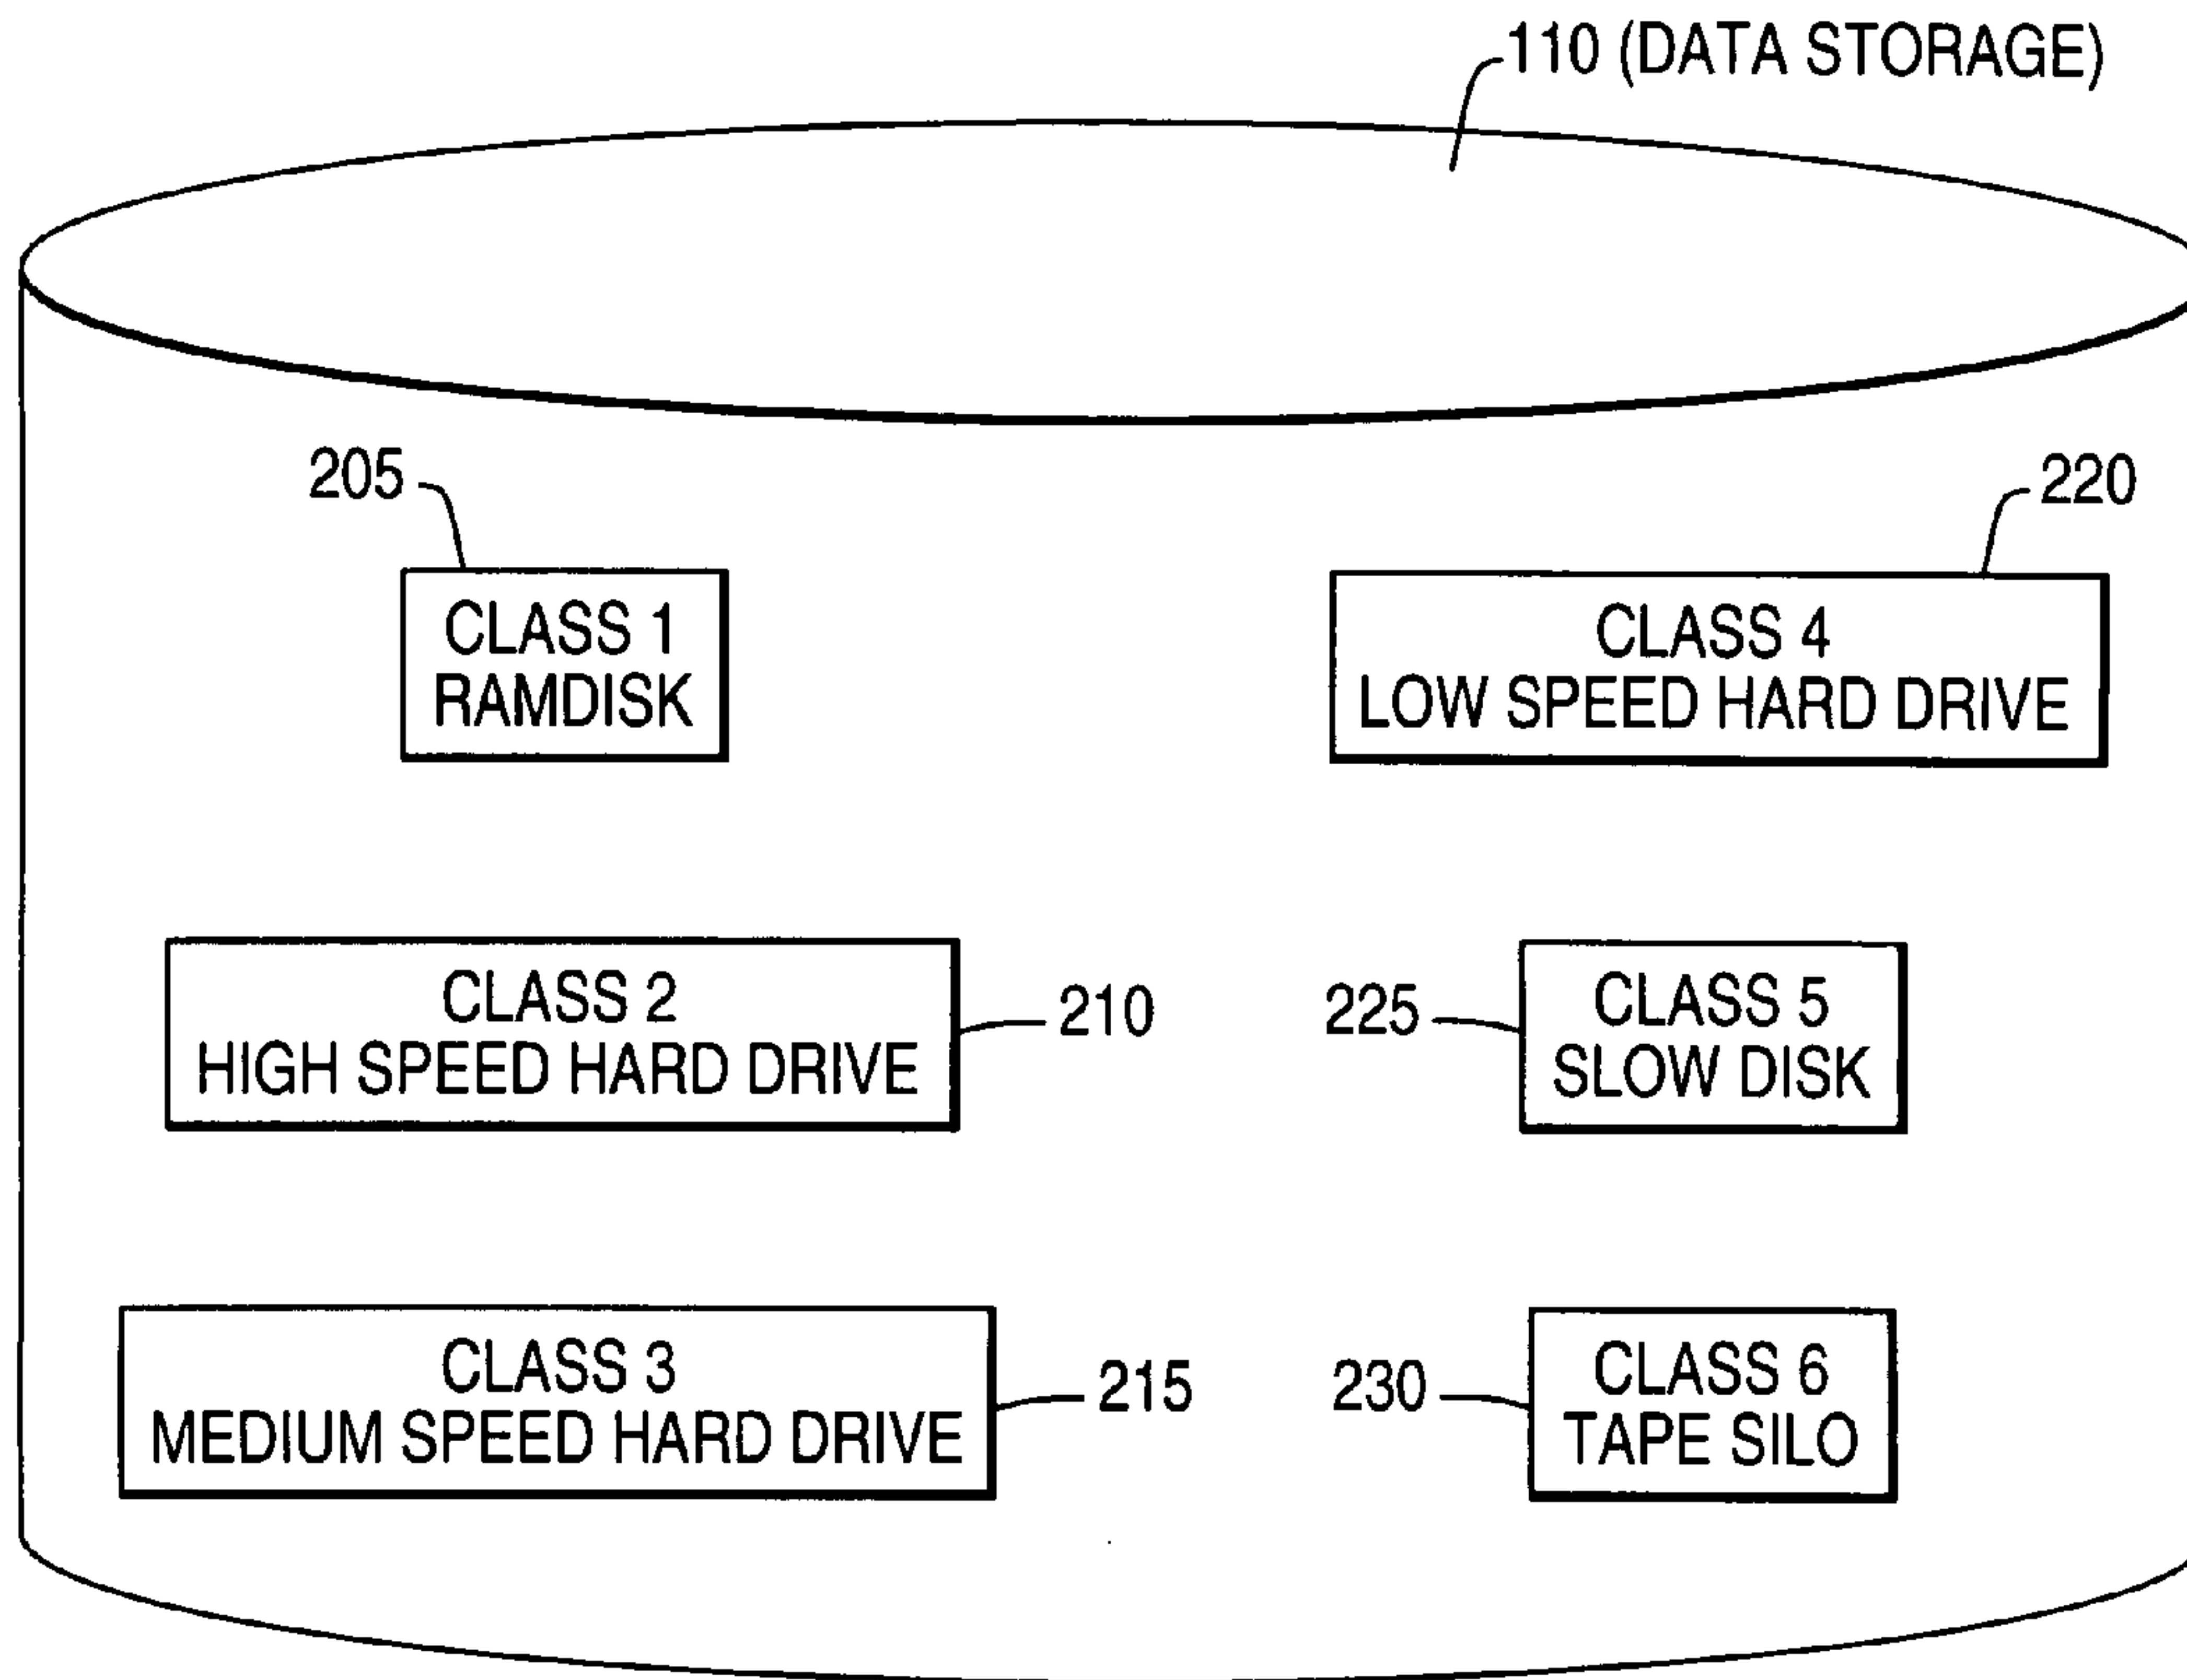 110 (DATA STORAGE)
205
CLASS 1
RAMDISK
220
CLASS 4
LOW SPEED HARD DRIVE
CLASS 2
HIGH SPEED HARD DRIVE
210
225
CLASS 5
SLOW DISK
CLASS 3
MEDIUM SPEED HARD DRIVE
215
230
CLASS 6
TAPE SILO